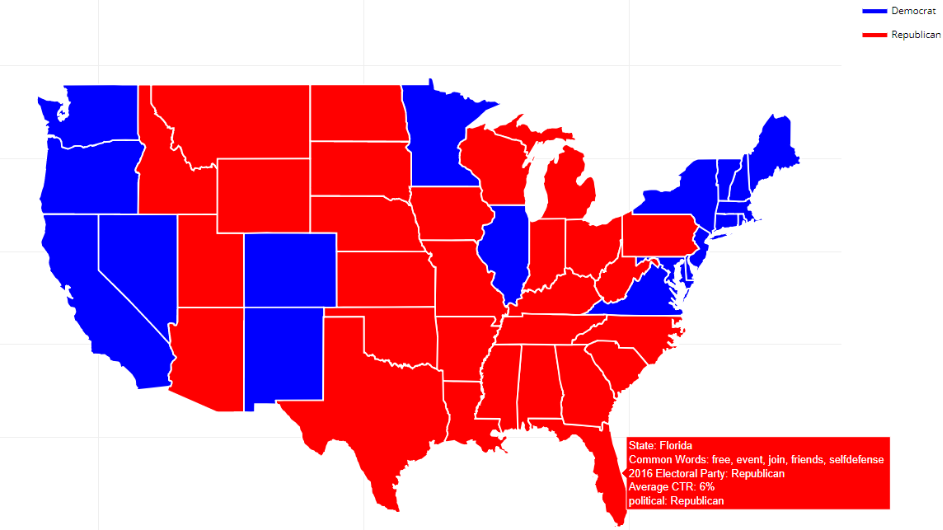 Democrat
Republican
State: Florida
Common Words: free, event, join, friends, selfdefense
2016 Electoral Party: Republican
Average CTR: 6%
political: Republican